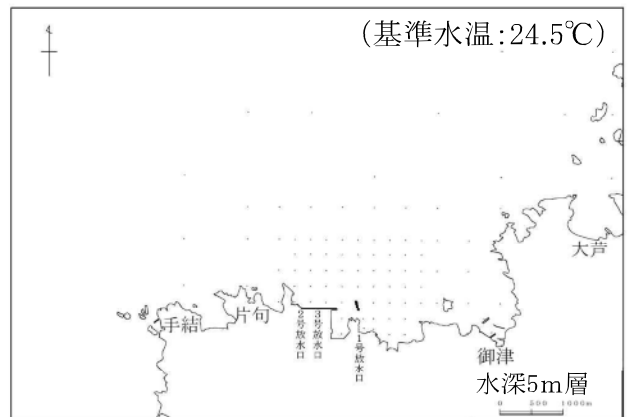 (基準水温:24.5℃)
大芦
片句
手結
2号放水口
3号放水口
1号放水口
御津
水深5m層
0 500 1000m